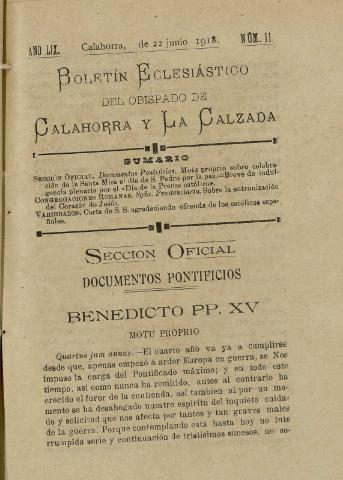 AÑO LIX. Calahorra, de 22 junio 1918. NÚM. 11
BOLETÍN ECLESIÁSTICO
DEL OBISPADO DE
CALAHORRA Y LA CALZADA
SUMARIO
SECCIÓN OFICIAL. Documentos Pontificios. Motu proprio sobre celebra-
ción de la Santa Misa el día de S. Pedro por la paz.—Breve de indul-
gencia plenaria por el «Día de la Prensa católica».
CONGREGACIONES ROMANAS. Sgda. Penitenciaria. Sobre la entronización
del Corazón de Jesús.
VARIEDADES. Carta de S. S. agradeciendo ofrenda de los católicos espa-
ñoles.
SECCION OFICIAL
DOCUMENTOS PONTIFICIOS
BENEDICTO PP. XV
MOTU PROPRIO
Quartus jam annus.—El cuarto año va ya a cumplirse
desde que, apenas empezó a arder Europa en guerra, se Nos
impuso la carga del Pontificado máximo; y en todo este
tiempo, así como nunca ha remitido, antes al contrario ha
crecido el furor de la contienda, así tambien ni por un mo-
mento se ha desahogado nuestro espíritu del inquieto cuida-
do y solicitud que nos afecta por tantos y tan graves males
de la guerra. Porque contemplando esta hasta hoy no inte
rrumpida serie y continuación de tristísimos sucesos, no so-